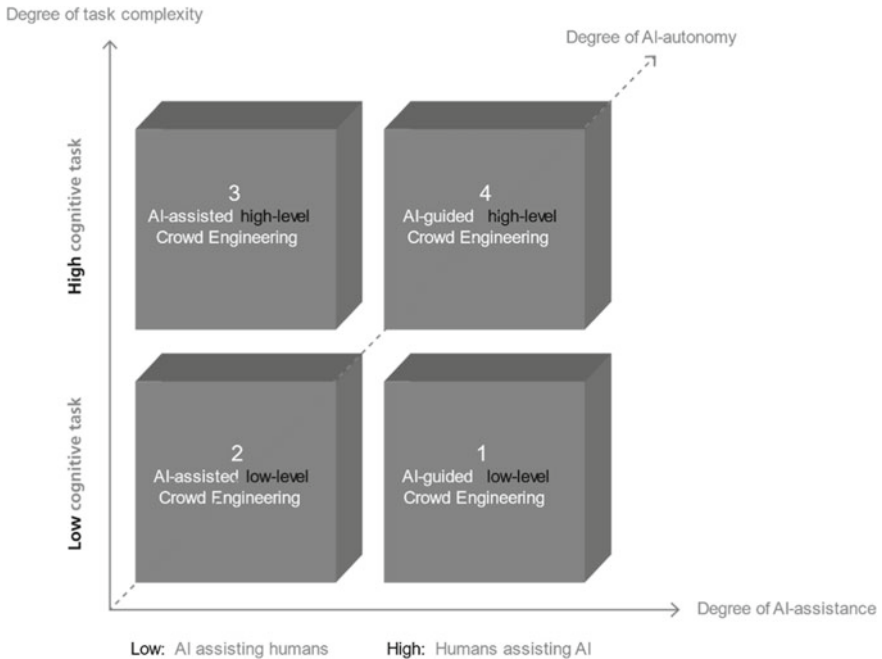 Degree of task complexity
Degree of AI-autonomy
High cognitive task
3
AI-assisted high-level
Crowd Engineering
4
AI-guided high-level
Crowd Engineering
Low cognitive task
2
AI-assisted low-level
Crowd Engineering
1
AI-guided low-level
Crowd Engineering
Degree of AI-assistance
Low: AI assisting humans
High: Humans assisting AI